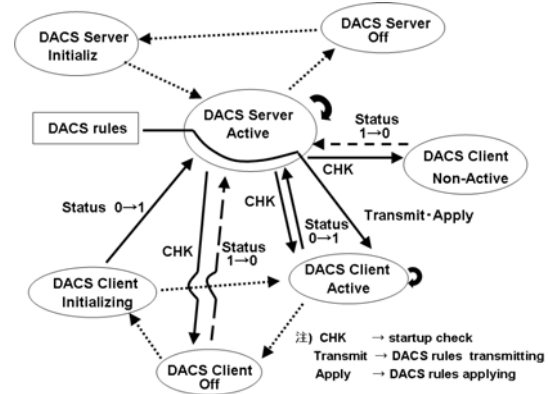 DACS Server
Initializ
DACS Server
Off
DACS rules
DACS Server
Active
Status
1→0
CHK
DACS Client
Non-Active
Status 0→1
CHK
Status
1→0
CHK
Status
0→1
Transmit・Apply
DACS Client
Initializing
DACS Client
Active
DACS Client
Off
注) CHK → startup check
Transmit → DACS rules transmitting
Apply → DACS rules applying